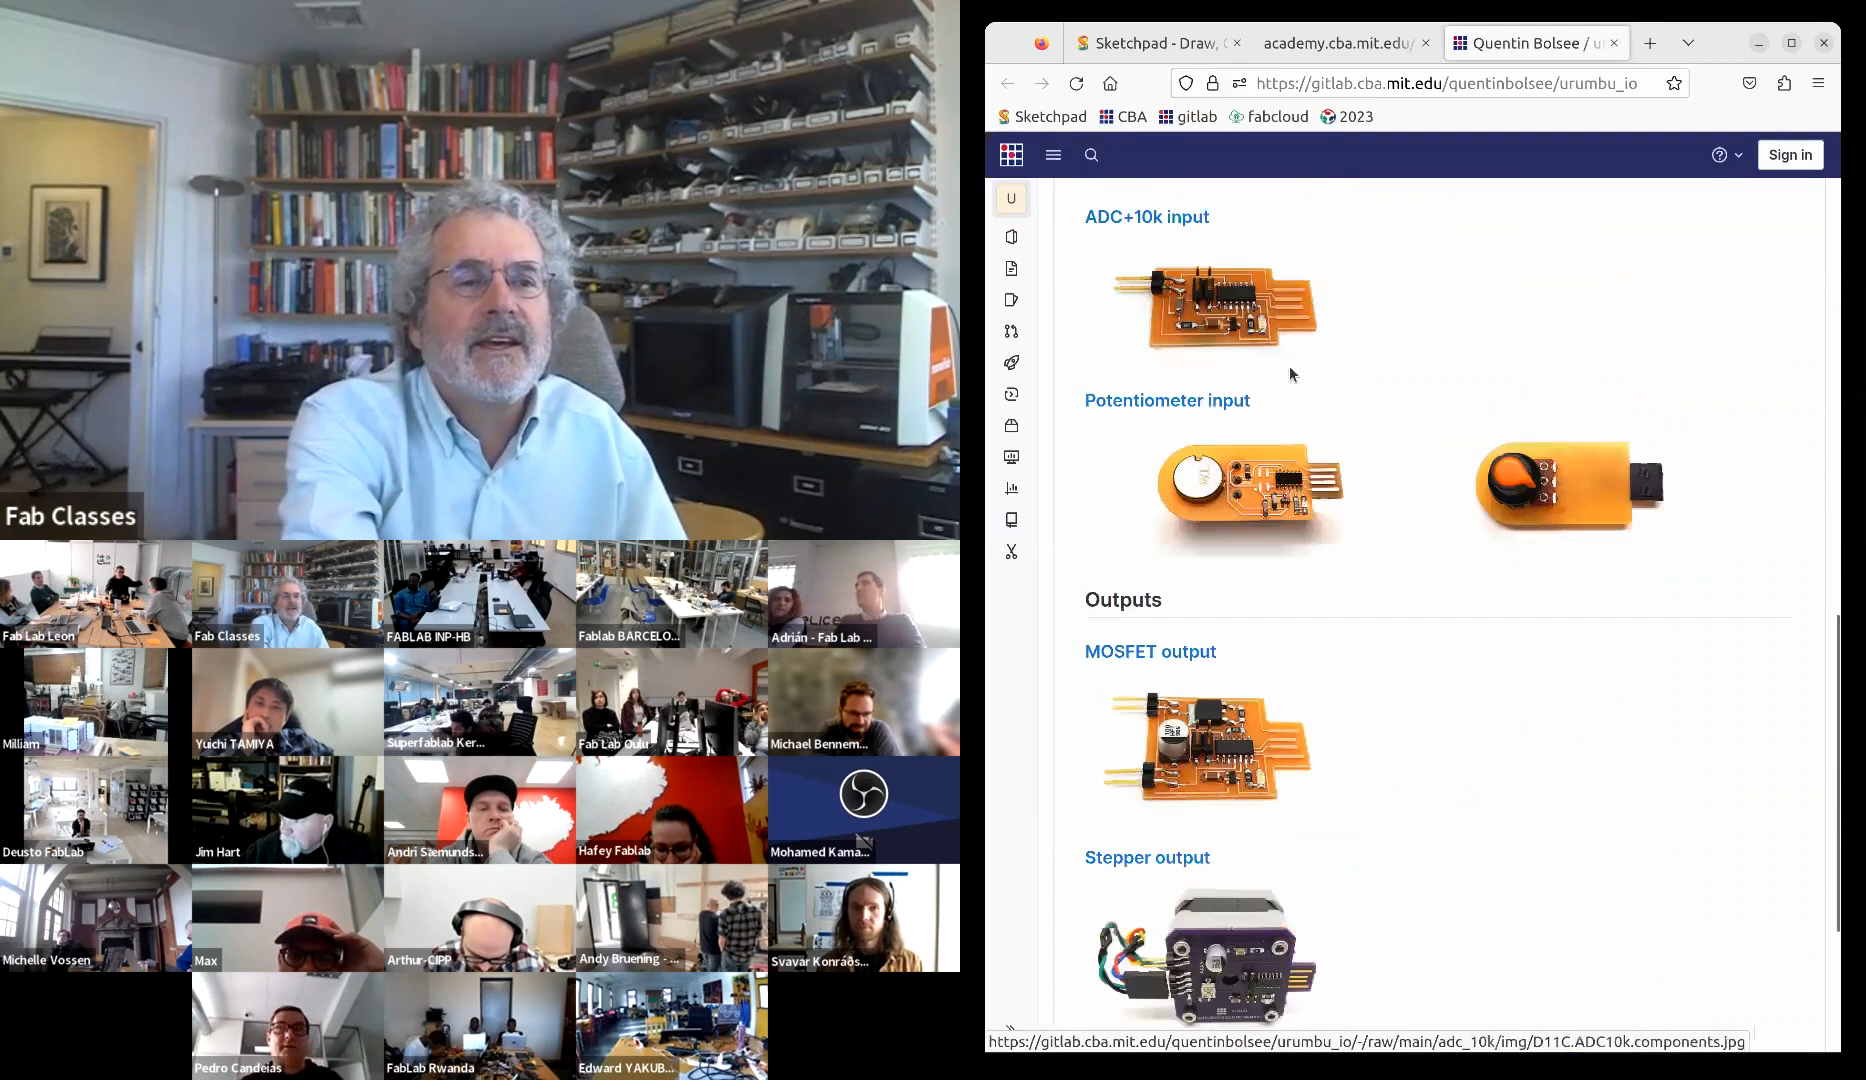 Fab Classes
Fab Lab Leon
Fab Classes
FABLAB INP-HB
Fablab BARCELO...
Adrián - Fab Lab ...
Milliam
Yuichi TAMIYA
Superfablab Ker...
Fab Lab Oulu
Michael Bennem...
Deusto FabLab
Jim Hart
Andri Sæmunds...
Hafey Fablab
Mohamed Kama...
Michelle Vossen
Max
Arthur-CIPP
Andy Bruening - ...
Svavar Konráðs...
Pedro Candeias
FabLab Rwanda
Edward YAKUB...
Sketchpad - Draw,
academy.cba.mit.edu/
Quentin Bolsee / u
https://gitlab.cba.mit.edu/quentinbolsee/urumbu_io
Sketchpad
CBA
gitlab
fabcloud
2023
Sign in
U
ADC+10k input
Potentiometer input
Outputs
MOSFET output
Stepper output
https://gitlab.cba.mit.edu/quentinbolsee/urumbu_io/-/raw/main/adc_10k/img/D11C.ADC10k.components.jpg